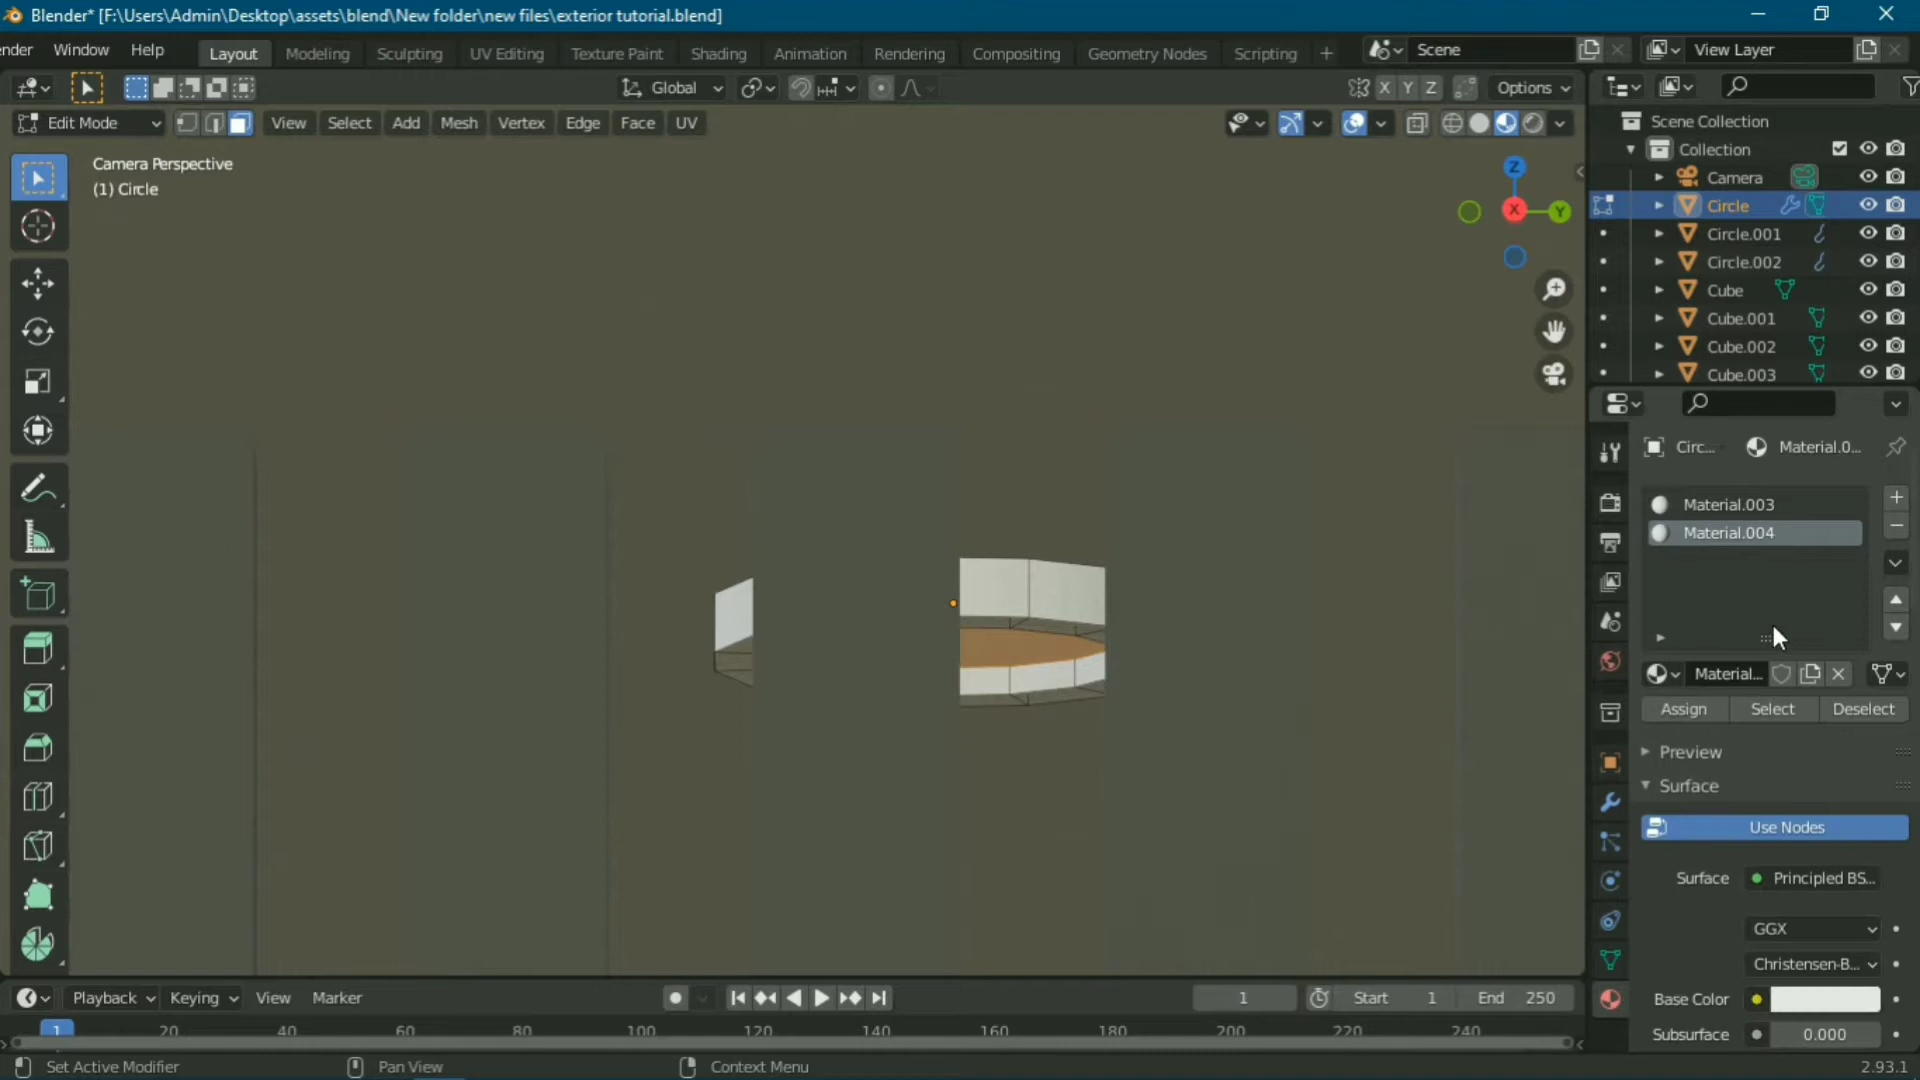 Blender* [F:\Users\Admin\Desktop\assets\blend\New folder\new files\exterior tutorial.blend]
nder Window Help Layout Modeling Sculpting UV Editing Texture Paint Shading Animation Rendering Compositing Geometry Nodes Scripting + Scene View Layer
Global X Y Z Options
Edit Mode View Select Add Mesh Vertex Edge Face UV
Scene Collection
Camera Perspective
(1) Circle
Z
X
Y
Collection
Camera
Circle
Circle.001
Circle.002
Cube
Cube.001
Cube.002
Cube.003
Circ... Material.0...
Material.003
Material.004
Material...
Assign Select Deselect
Preview
Surface
Use Nodes
Surface Principled BS...
GGX
Christensen-B...
Base Color
Subsurface 0.000
Playback Keying View Marker 1 Start 1 End 250
1 20 40 60 80 100 120 140 160 180 200 220 240
Set Active Modifier Pan View Context Menu 2.93.1